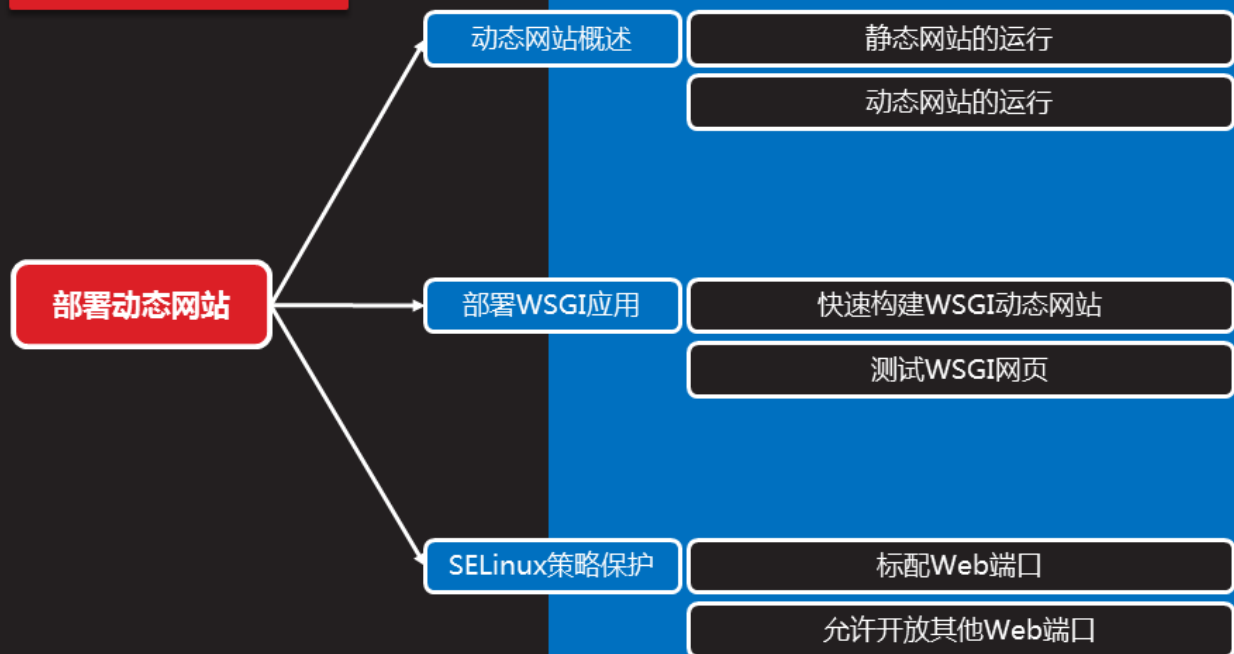 动态网站概述
静态网站的运行
动态网站的运行
部署动态网站
部署WSGI应用
快速构建WSGI动态网站
测试WSGI网页
SELinux策略保护
标配Web端口
允许开放其他Web端口